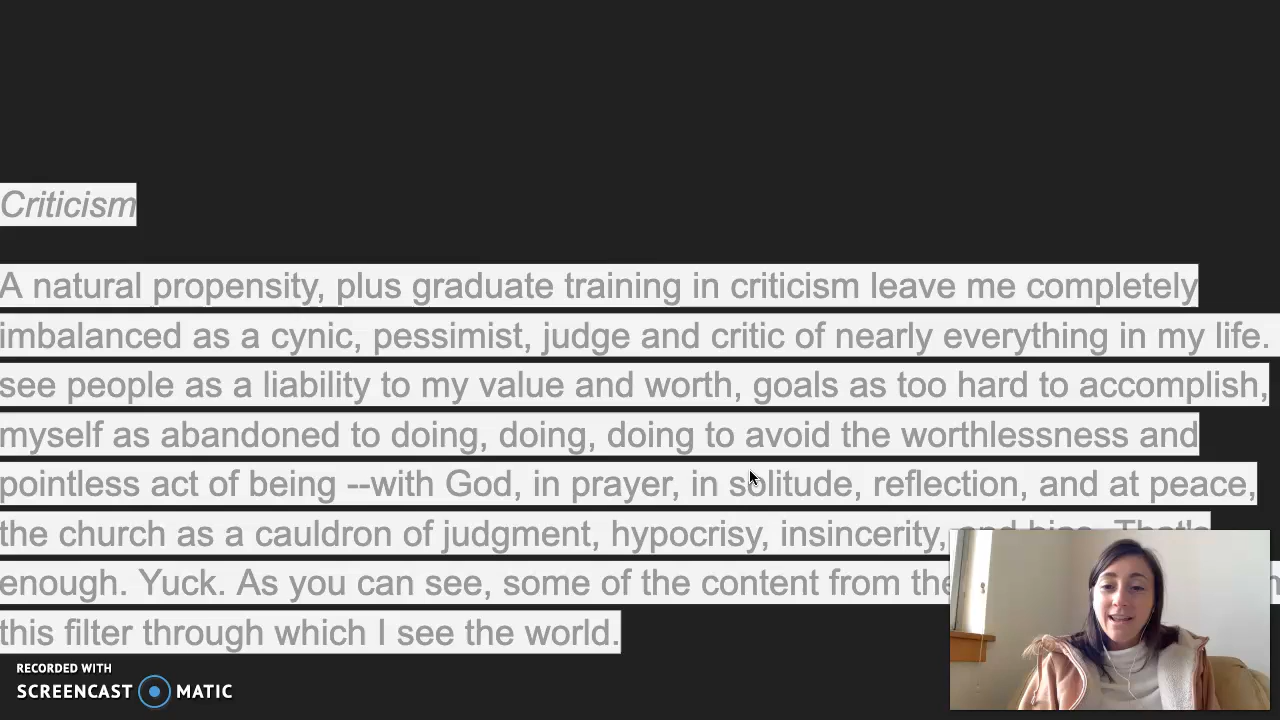 Criticism
A natural propensity, plus graduate training in criticism leave me completely
imbalanced as a cynic, pessimist, judge and critic of nearly everything in my life.
see people as a liability to my value and worth, goals as too hard to accomplish,
myself as abandoned to doing, doing, doing to avoid the worthlessness and
pointless act of being --with God, in prayer, in solitude, reflection, and at peace,
the church as a cauldron of judgment, hypocrisy, insincerity, and bias. That's
enough. Yuck. As you can see, some of the content from the
this filter through which I see the world.
RECORDED WITH
SCREENCAST MATIC